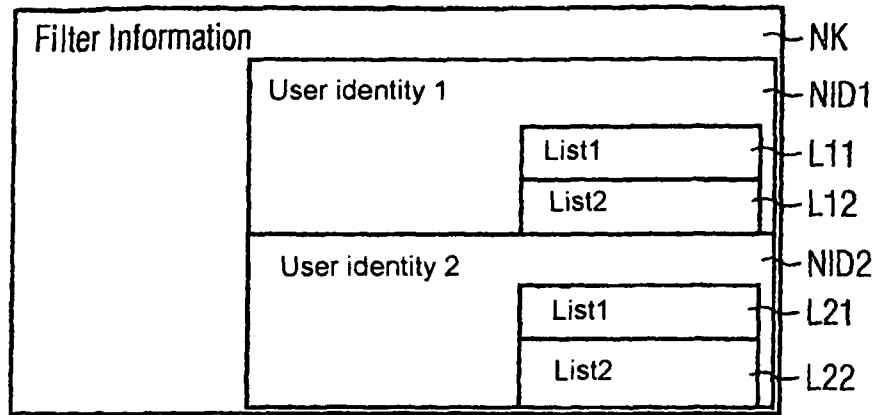 Filter Information NK
User identity 1 NID1
List1 L11
List2 L12
User identity 2 NID2
List1 L21
List2 L22